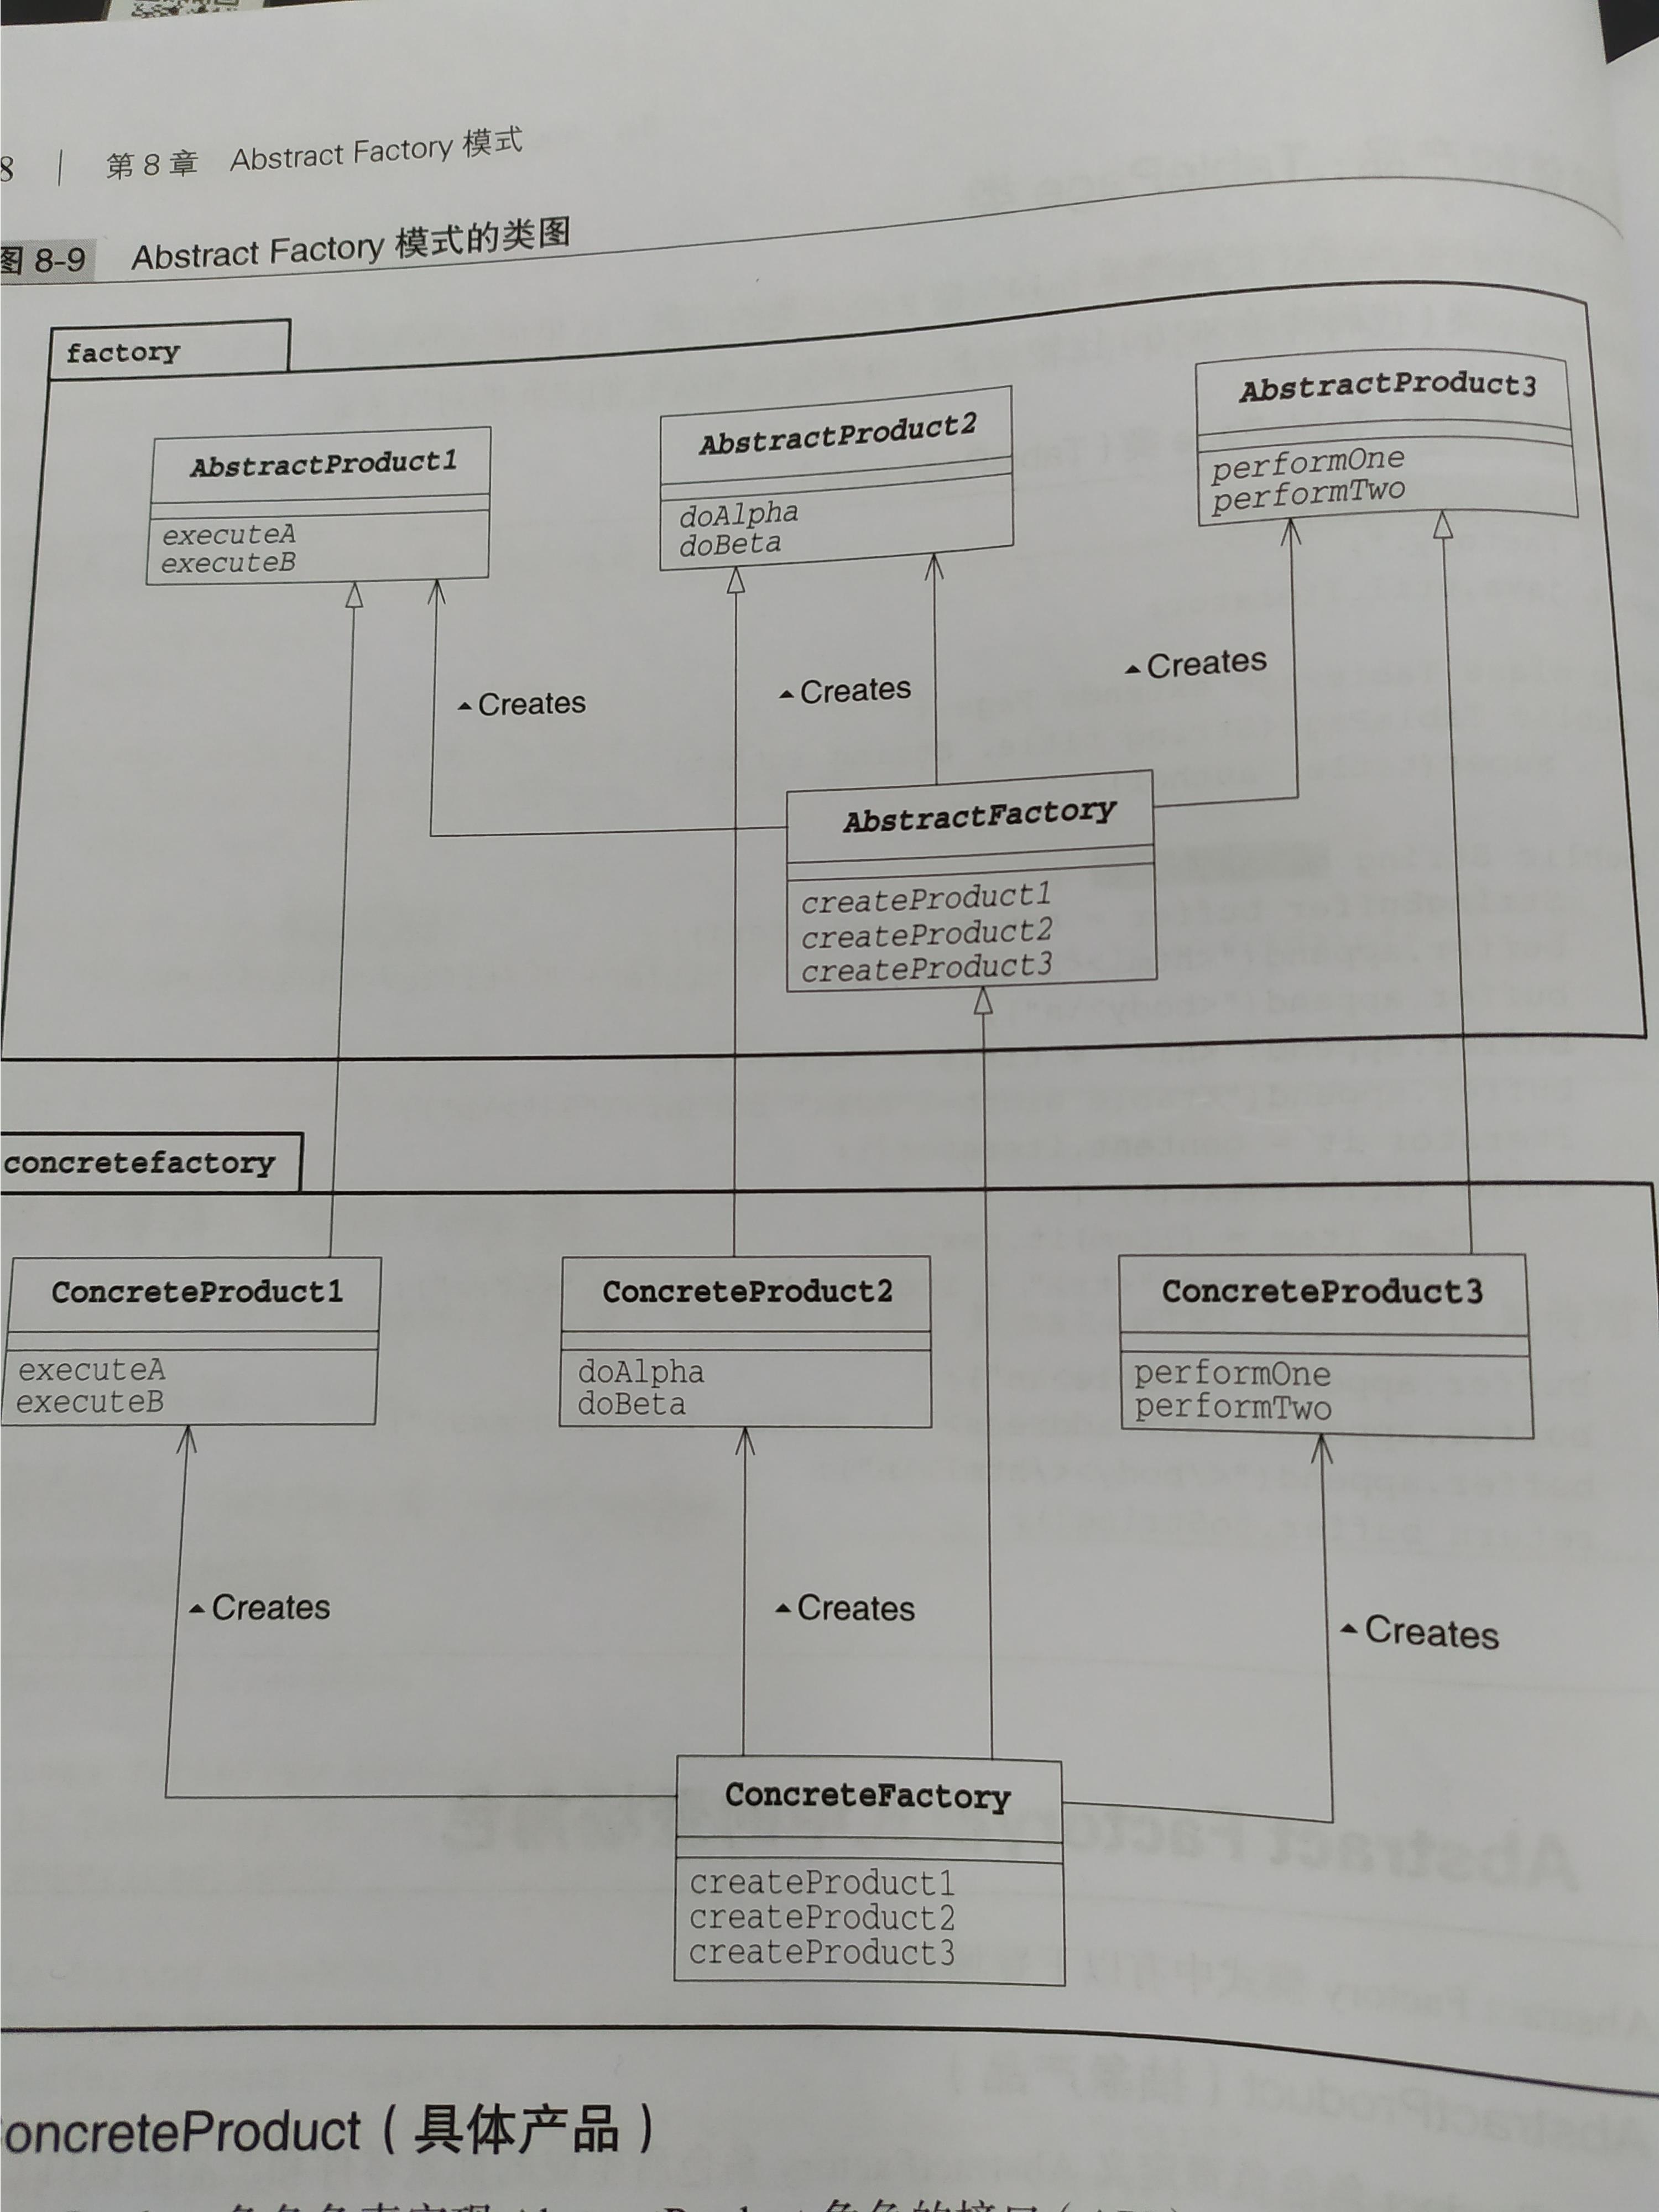 8 | 第 8 章 Abstract Factory 模式
图 8-9 Abstract Factory 模式的类图
factory
AbstractProduct1
executeA
executeB
AbstractProduct2
doAlpha
doBeta
AbstractProduct3
performOne
performTwo
Creates
Creates
Creates
AbstractFactory
createProduct1
createProduct2
createProduct3
concretefactory
ConcreteProduct1
executeA
executeB
ConcreteProduct2
doAlpha
doBeta
ConcreteProduct3
performOne
performTwo
Creates
Creates
Creates
ConcreteFactory
createProduct1
createProduct2
createProduct3
oncreteProduct（具体产品）